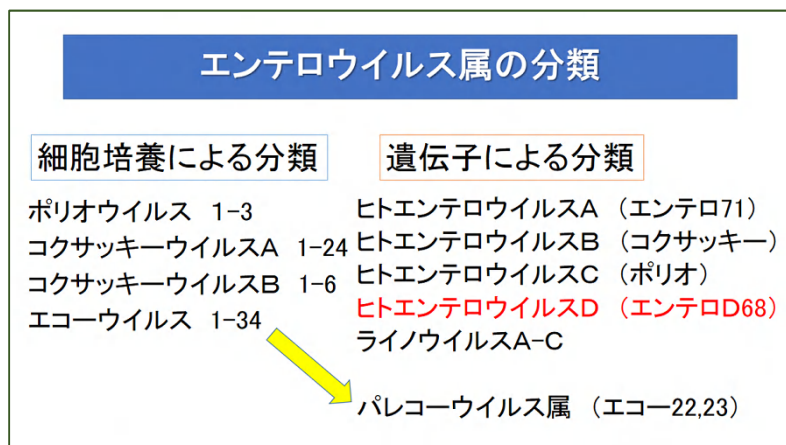 エンテロウイルス属の分類
細胞培養による分類
ポリオウイルス 1-3
コクサッキーウイルスA 1-24
コクサッキーウイルスB 1-6
エコーウイルス 1-34
遺伝子による分類
ヒトエンテロウイルスA (エンテロ71)
ヒトエンテロウイルスB (コクサッキー)
ヒトエンテロウイルスC (ポリオ)
ヒトエンテロウイルスD (エンテロD68)
ライノウイルスA-C
パレコーウイルス属 (エコー22,23)